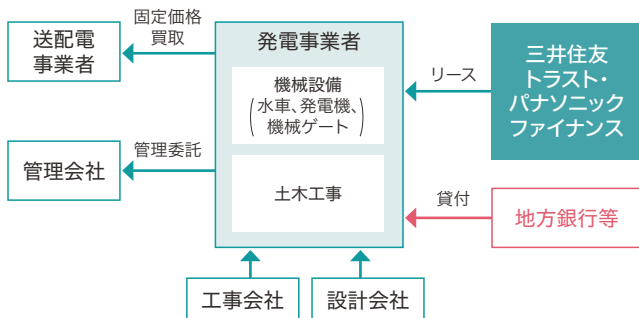 送配電
事業者
固定価格
買取
発電事業者
機械設備
(水車、発電機、
機械ゲート)
土木工事
リース
三井住友
トラスト・
パナソニック
ファイナンス
管理会社
管理委託
貸付
地方銀行等
工事会社
設計会社